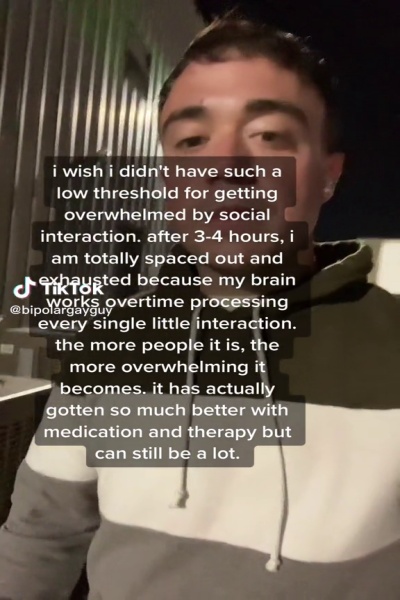 i wish i didn't have such a
low threshold for getting
overwhelmed by social
interaction. after 3-4 hours, i
am totally spaced out and
exhausted because my brain
TikTok
works overtime processing
@bipolargayguy
every single little interaction.
the more people it is, the
more overwhelming it
becomes. it has actually
gotten so much better with
medication and therapy but
can still be a lot.